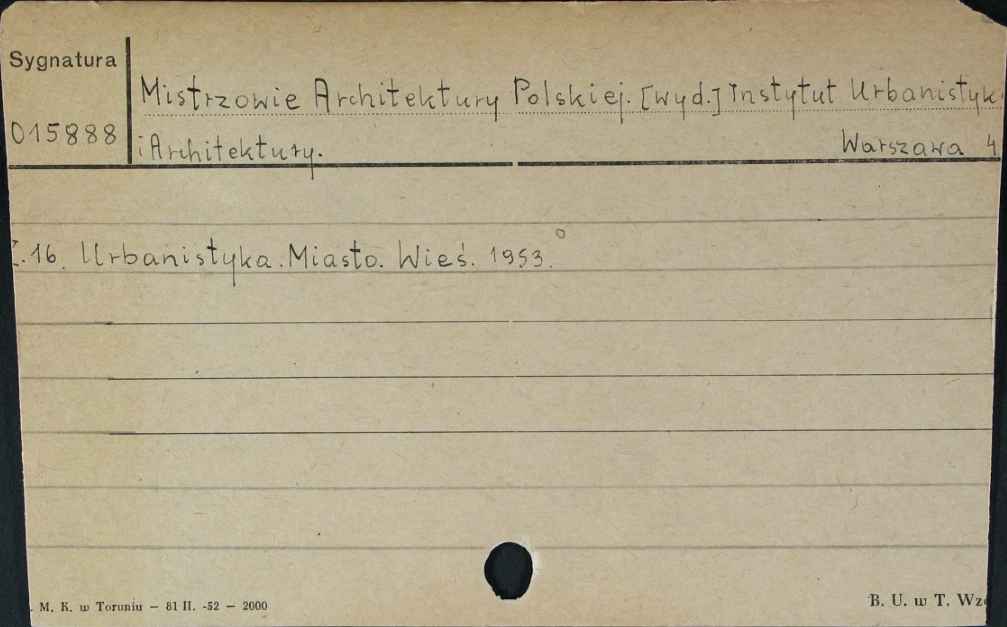 Sygnatura
Mistrzowie Architektury Polskiej. [wyd.] Instytut Urbanistyk
015888
i Architektury.
Warszawa 4
.16. Urbanistyka. Miasto. Wieś. 1953.
. M. K. w Toruniu — 81 II. -52 — 2000
B. U. w T. Wz